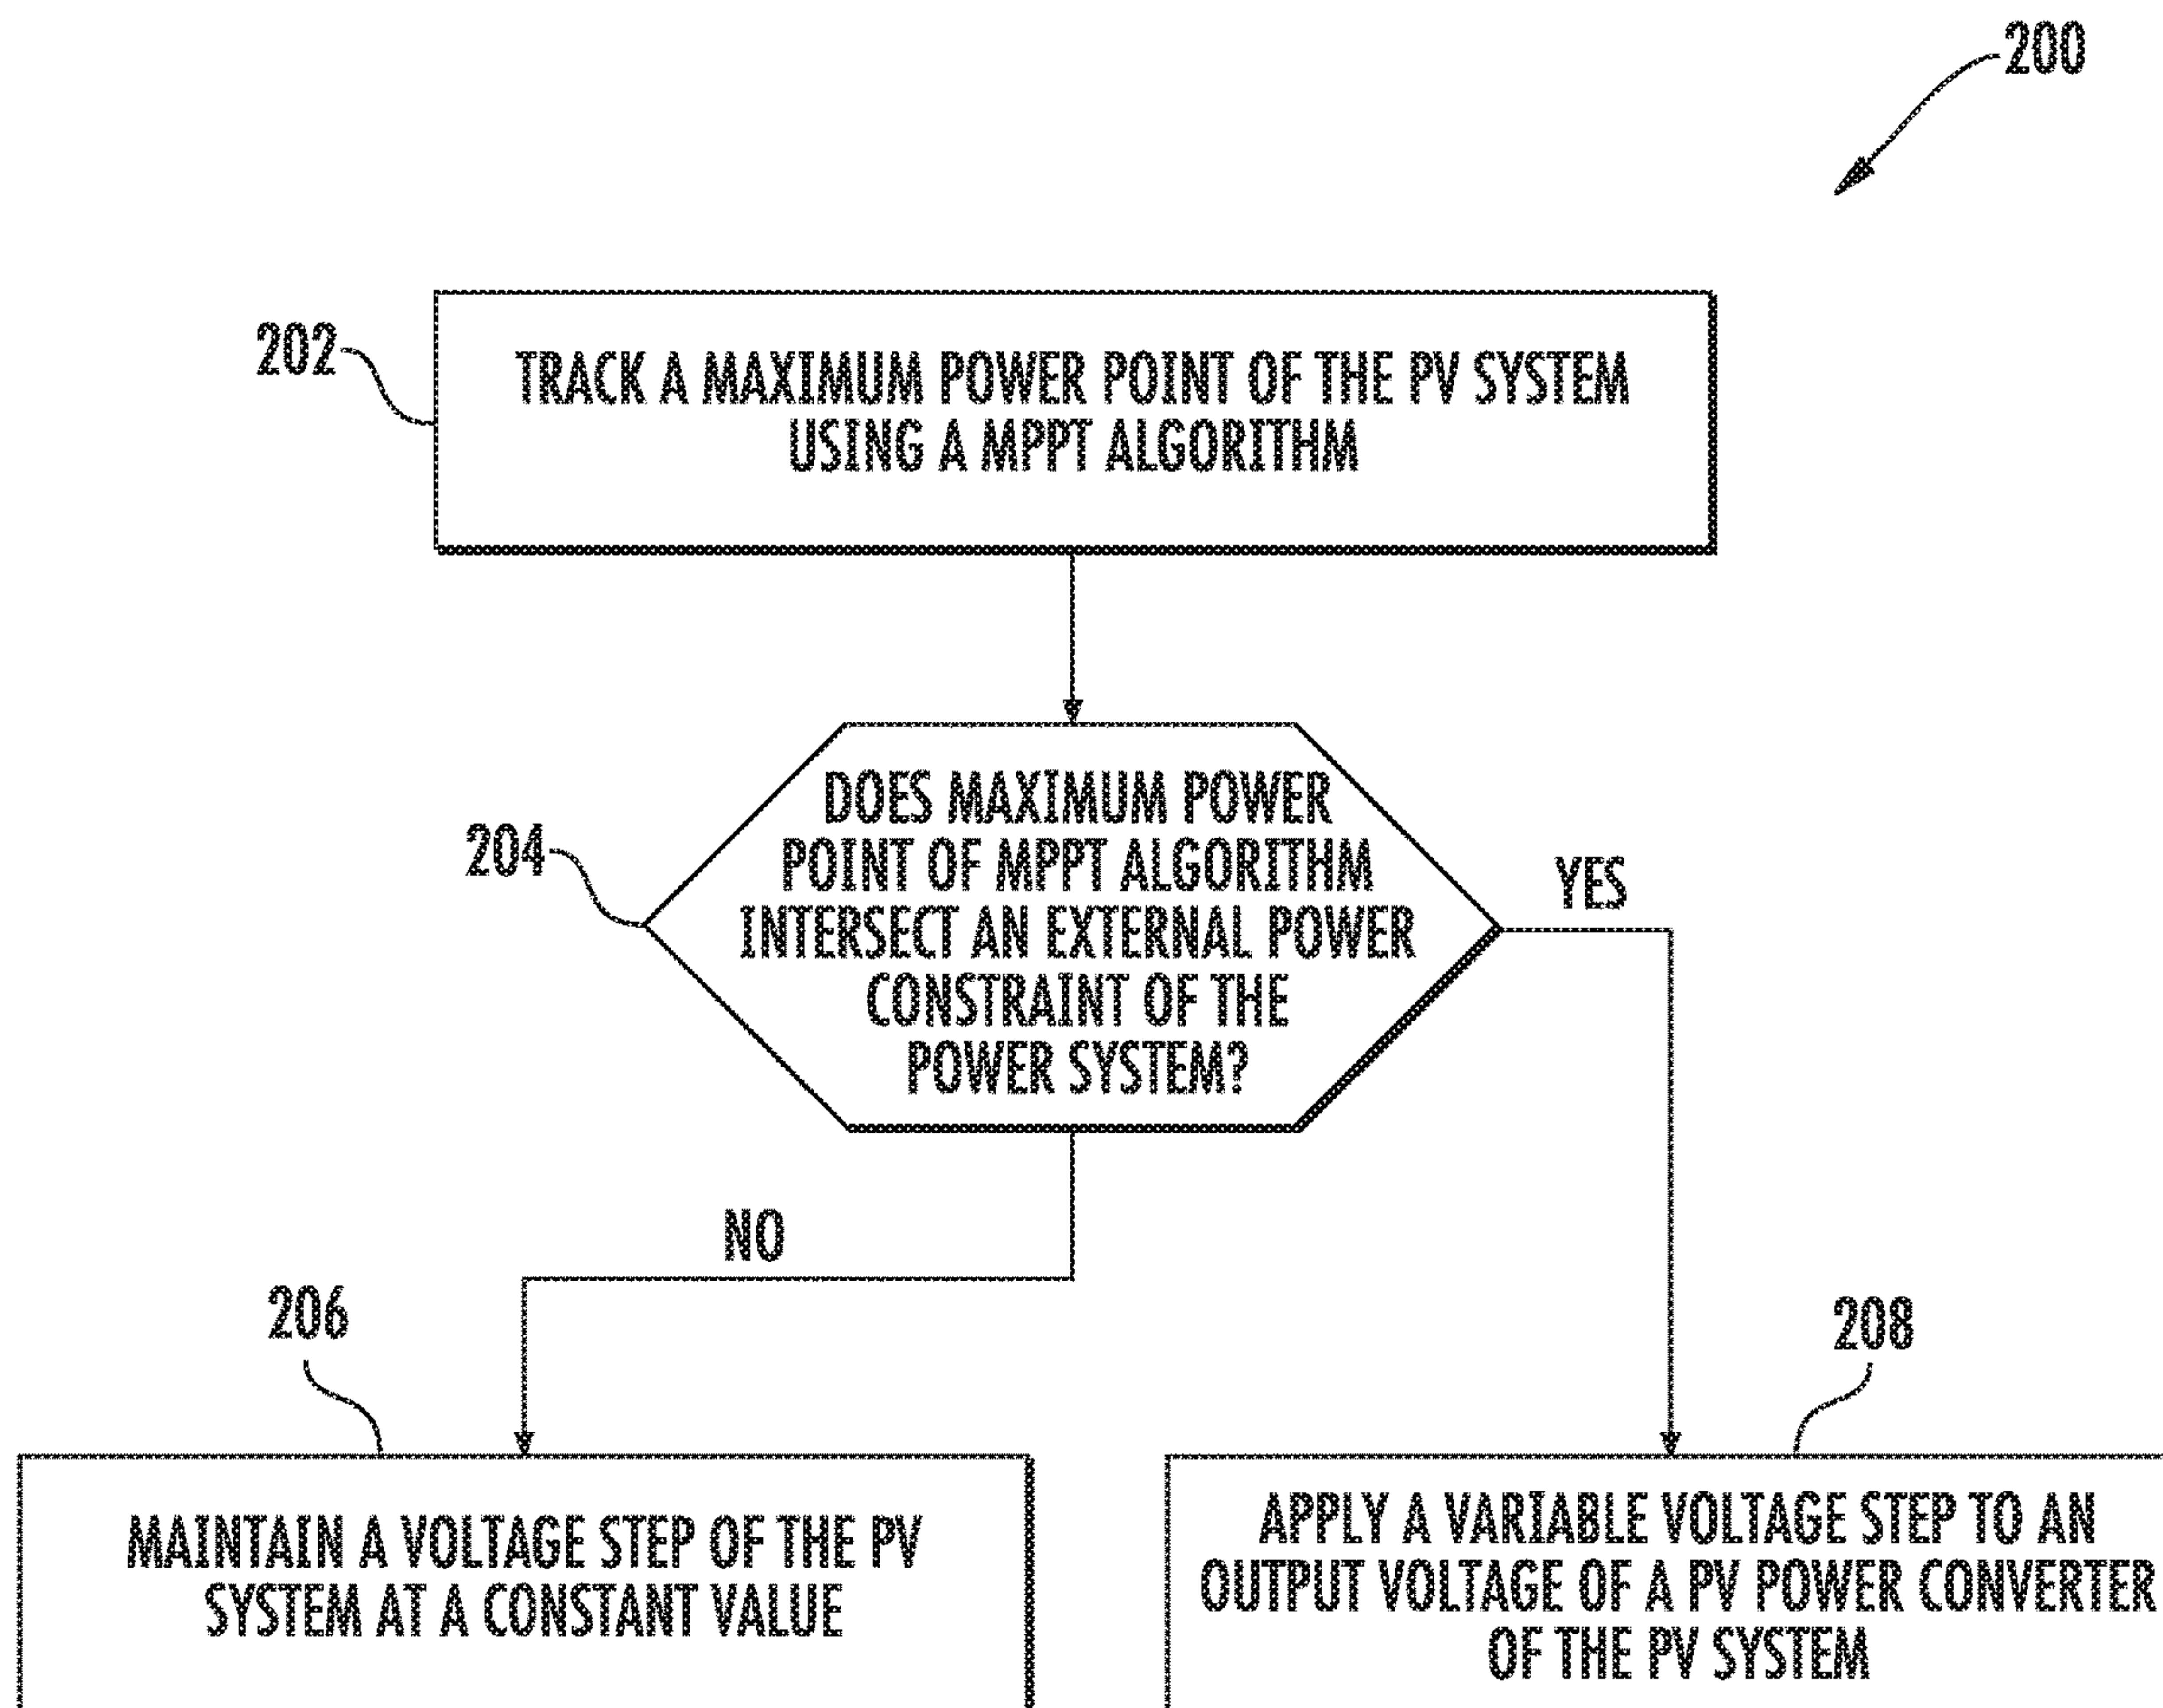 200
202
TRACK A MAXIMUM POWER POINT OF THE PV SYSTEM
USING A MPPT ALGORITHM
204
DOES MAXIMUM POWER
POINT OF MPPT ALGORITHM
INTERSECT AN EXTERNAL POWER
CONSTRAINT OF THE
POWER SYSTEM?
YES
NO
206
208
MAINTAIN A VOLTAGE STEP OF THE PV
SYSTEM AT A CONSTANT VALUE
APPLY A VARIABLE VOLTAGE STEP TO AN
OUTPUT VOLTAGE OF A PV POWER CONVERTER
OF THE PV SYSTEM